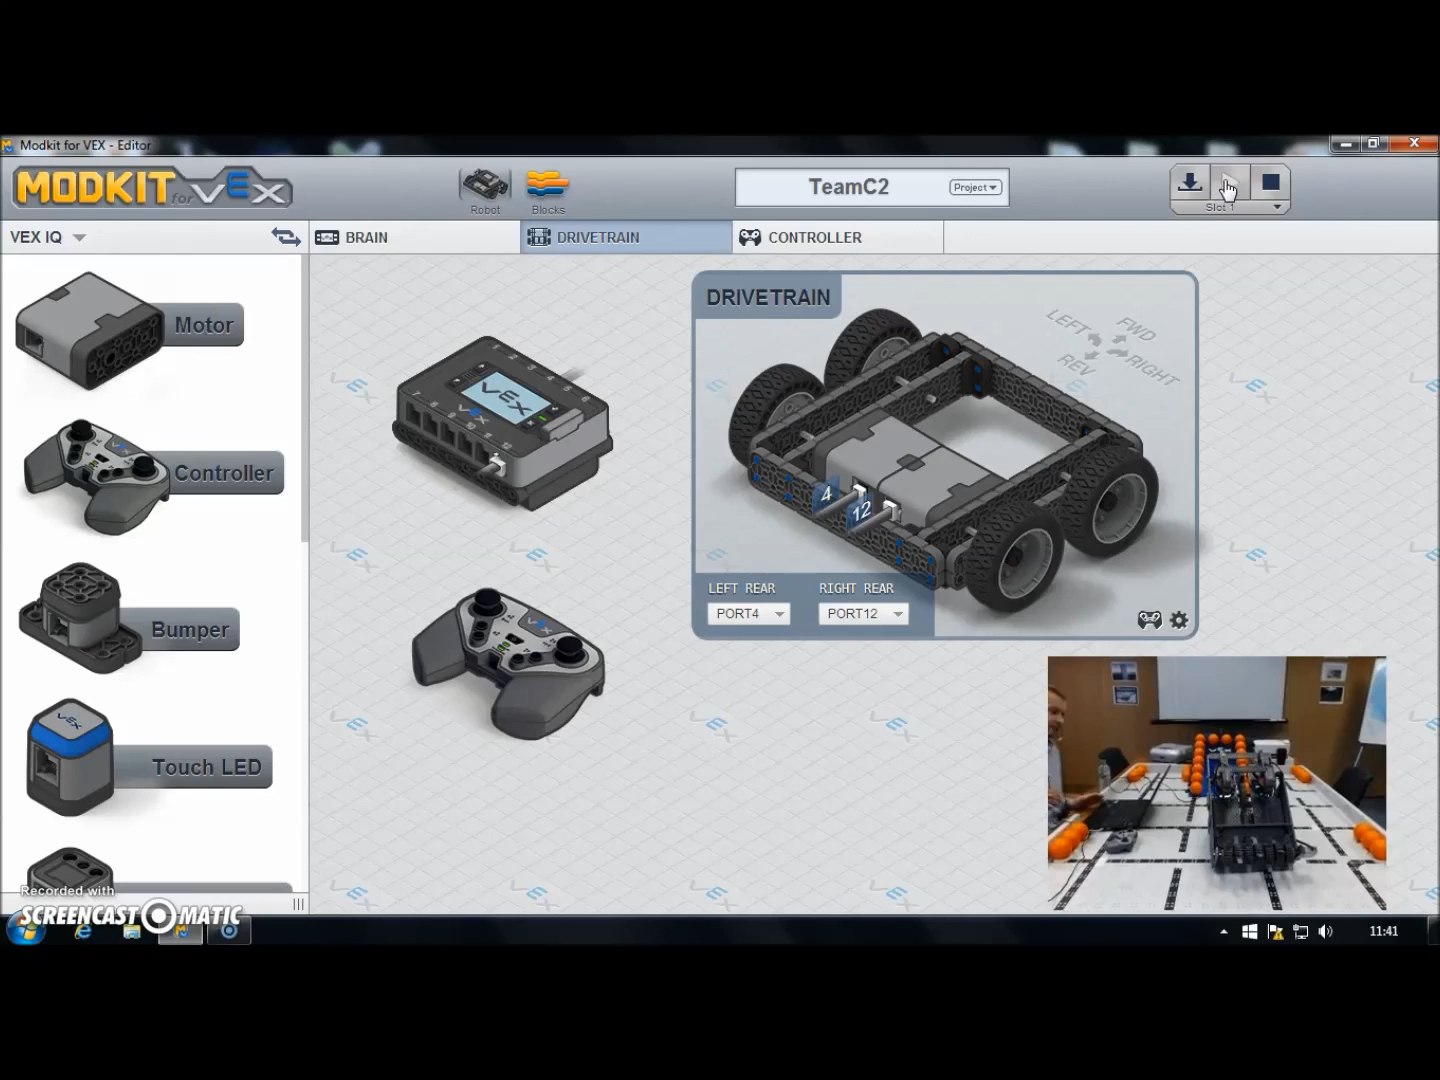 Modkit for VEX - Editor
MODKIT for VEX
Robot
Blocks
TeamC2
Project
Slot 1
VEX IQ
BRAIN
DRIVETRAIN
CONTROLLER
Motor
Controller
Bumper
Touch LED
VEX
DRIVETRAIN
LEFT
FWD
REV
RIGHT
4
12
LEFT REAR
RIGHT REAR
PORT4
PORT12
Recorded with
SCREENCAST MATIC
11:41